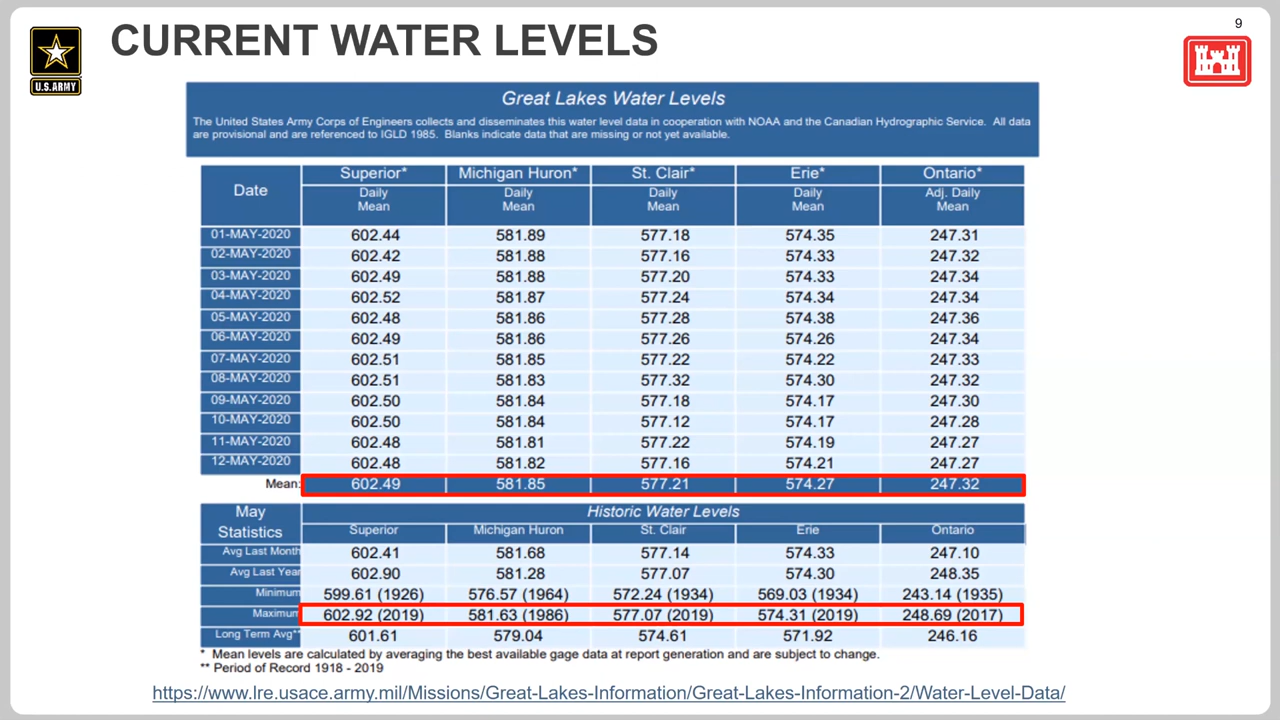 9
CURRENT WATER LEVELS
U.S.ARMY
Great Lakes Water Levels
The United States Army Corps of Engineers collects and disseminates this water level data in cooperation with NOAA and the Canadian Hydrographic Service. All data
are provisional and are referenced to IGLD 1985. Blanks indicate data that are missing or not yet available.
Date Superior* Michigan Huron* St. Clair* Erie* Ontario*
Daily Daily Daily Daily Adj. Daily
Mean Mean Mean Mean Mean
01-MAY-2020 602.44 581.89 577.18 574.35 247.31
02-MAY-2020 602.42 581.88 577.16 574.33 247.32
03-MAY-2020 602.49 581.88 577.20 574.33 247.34
04-MAY-2020 602.52 581.87 577.24 574.34 247.34
05-MAY-2020 602.48 581.86 577.28 574.38 247.36
06-MAY-2020 602.49 581.86 577.26 574.26 247.34
07-MAY-2020 602.51 581.85 577.22 574.22 247.33
08-MAY-2020 602.51 581.83 577.32 574.30 247.32
09-MAY-2020 602.50 581.84 577.18 574.17 247.30
10-MAY-2020 602.50 581.84 577.12 574.17 247.28
11-MAY-2020 602.48 581.81 577.22 574.19 247.27
12-MAY-2020 602.48 581.82 577.16 574.21 247.27
Mean: 602.49 581.85 577.21 574.27 247.32
May Statistics Historic Water Levels
Superior Michigan Huron St. Clair Erie Ontario
Avg Last Month 602.41 581.68 577.14 574.33 247.10
Avg Last Year 602.90 581.28 577.07 574.30 248.35
Minimum 599.61 (1926) 576.57 (1964) 572.24 (1934) 569.03 (1934) 243.14 (1935)
Maximum 602.92 (2019) 581.63 (1986) 577.07 (2019) 574.31 (2019) 248.69 (2017)
Long Term Avg** 601.61 579.04 574.61 571.92 246.16
* Mean levels are calculated by averaging the best available gage data at report generation and are subject to change.
** Period of Record 1918 - 2019
https://www.lre.usace.army.mil/Missions/Great-Lakes-Information/Great-Lakes-Information-2/Water-Level-Data/